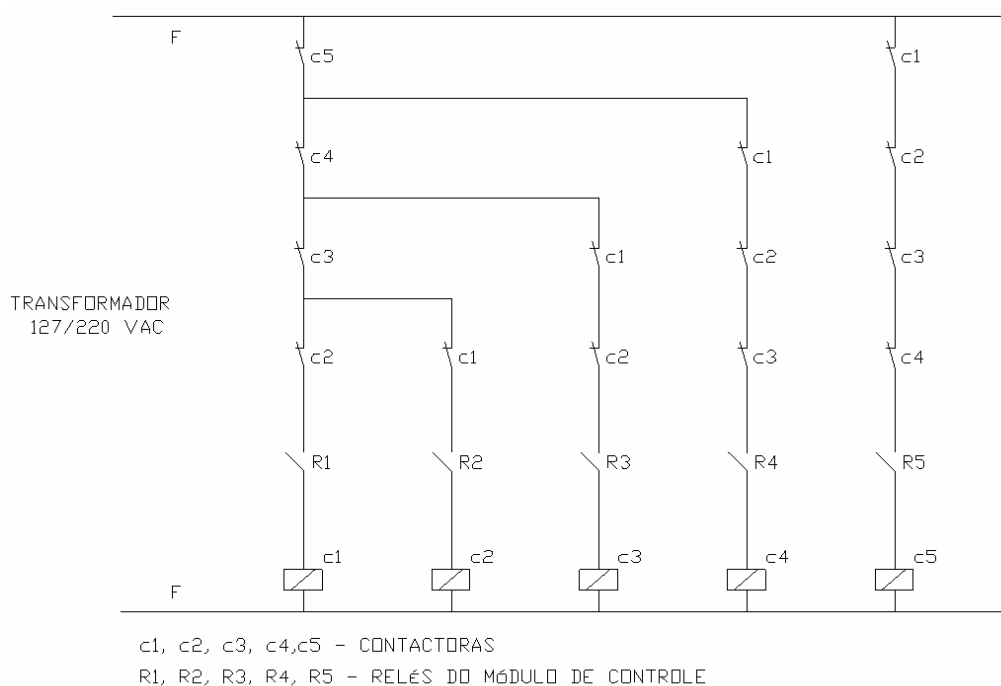 F
c5
c1
c4
c1
c2
c3
c1
c2
c3
TRANSFORMADOR
127/220 VAC
c2
c1
c2
c3
c4
R1
R2
R3
R4
R5
c1
c2
c3
c4
c5
F
c1, c2, c3, c4,c5 - CONTACTORAS
R1, R2, R3, R4, R5 - RELéS DO MóDULO DE CONTROLE